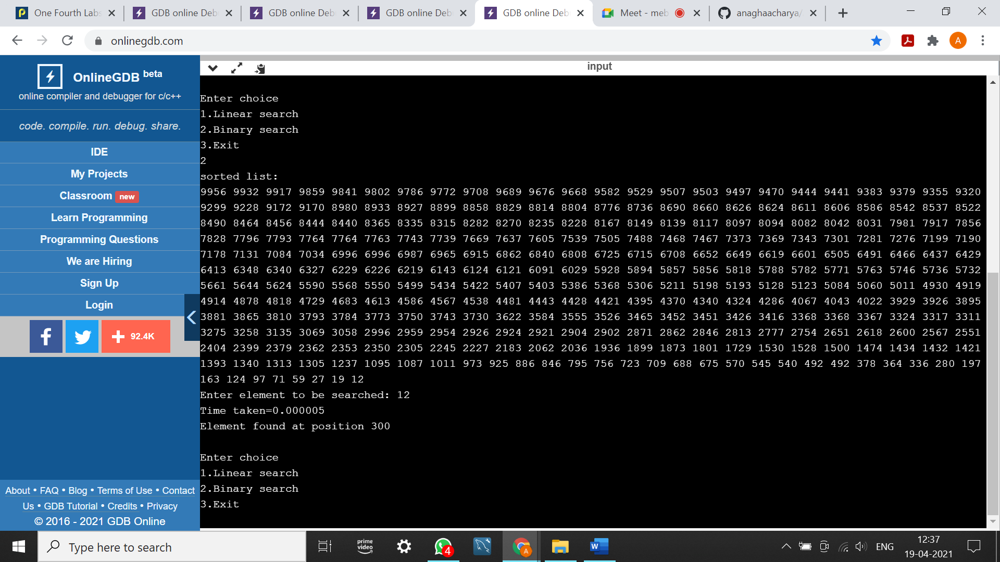 One Fourth Labs
GDB online Deb
GDB online Deb
GDB online Deb
GDB online Deb
Meet - meb
anaghaacharya/
onlinegdb.com
A
OnlineGDB beta
online compiler and debugger for c/c++
code. compile. run. debug. share.
IDE
My Projects
Classroom new
Learn Programming
Programming Questions
We are Hiring
Sign Up
Login
92.4K
About • FAQ • Blog • Terms of Use • Contact
Us • GDB Tutorial • Credits • Privacy
© 2016 - 2021 GDB Online
input
Enter choice
1.Linear search
2.Binary search
3.Exit
2
sorted list:
9956 9932 9917 9859 9841 9802 9786 9772 9708 9689 9676 9668 9582 9529 9507 9503 9497 9470 9444 9441 9383 9379 9355 9320
9299 9228 9172 9170 8980 8933 8927 8899 8858 8829 8814 8804 8776 8736 8690 8660 8626 8624 8611 8606 8586 8542 8537 8522
8490 8464 8456 8444 8440 8365 8335 8315 8282 8270 8235 8228 8167 8149 8139 8117 8097 8094 8082 8042 8031 7981 7917 7856
7828 7796 7793 7764 7764 7763 7743 7739 7669 7637 7605 7539 7505 7488 7468 7467 7373 7369 7343 7301 7281 7276 7199 7190
7178 7131 7084 7034 6996 6996 6987 6965 6915 6862 6840 6808 6725 6715 6708 6652 6649 6619 6601 6505 6491 6466 6437 6429
6413 6348 6340 6327 6229 6226 6219 6143 6124 6121 6091 6029 5928 5894 5857 5856 5818 5788 5782 5771 5763 5746 5736 5732
5661 5644 5624 5590 5568 5550 5499 5434 5422 5407 5403 5386 5368 5306 5211 5198 5193 5128 5123 5084 5060 5011 4930 4919
4914 4878 4818 4729 4683 4613 4586 4567 4538 4481 4443 4428 4421 4395 4370 4340 4324 4286 4067 4043 4022 3929 3926 3895
3881 3865 3810 3793 3784 3773 3750 3743 3730 3622 3584 3555 3526 3465 3452 3451 3426 3416 3368 3368 3367 3324 3317 3311
3275 3258 3135 3069 3058 2996 2959 2954 2926 2924 2921 2904 2902 2871 2862 2846 2813 2777 2754 2651 2618 2600 2567 2551
2404 2399 2379 2362 2353 2350 2305 2245 2227 2183 2062 2036 1936 1899 1873 1801 1729 1530 1528 1500 1474 1434 1432 1421
1393 1340 1313 1305 1237 1095 1087 1011 973 925 886 846 795 756 723 709 688 675 570 545 540 492 492 378 364 336 280 197
163 124 97 71 59 27 19 12
Enter element to be searched: 12
Time taken=0.000005
Element found at position 300
Enter choice
1.Linear search
2.Binary search
3.Exit
Type here to search
prime video
4
A
W
ENG
12:37
19-04-2021